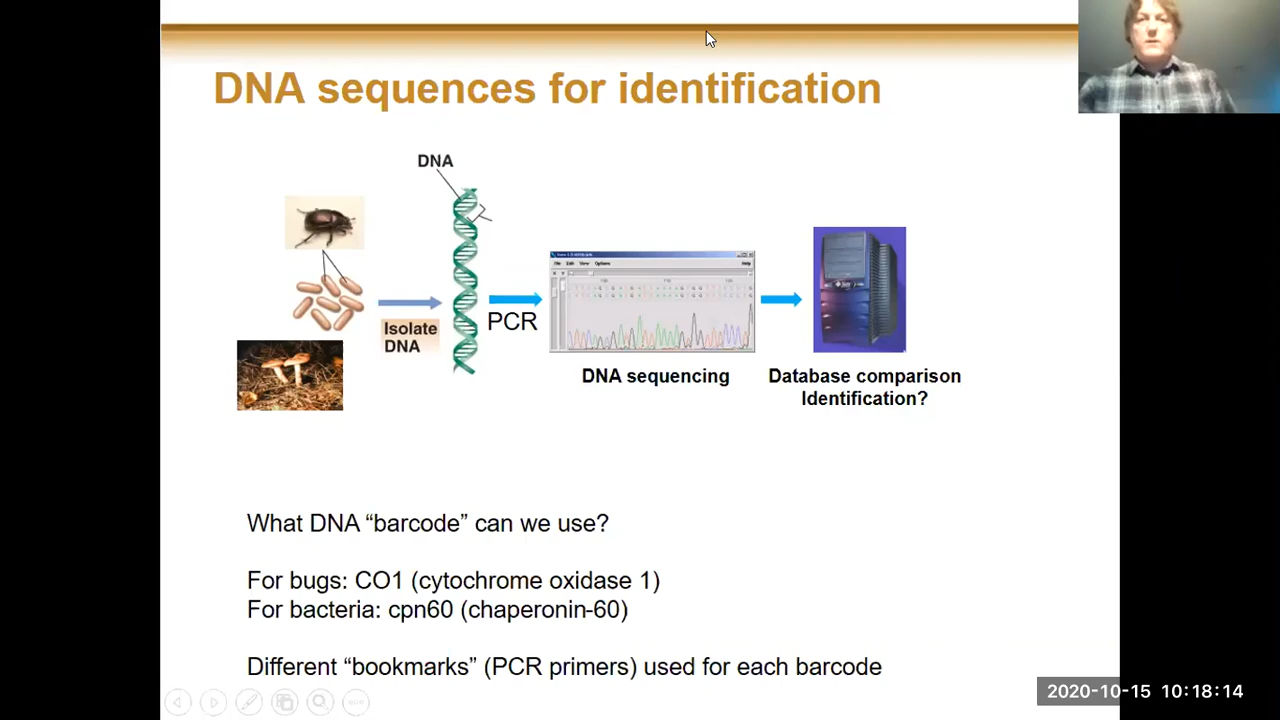 DNA sequences for identification
DNA
Isolate
DNA
PCR
DNA sequencing
Database comparison
Identification?
What DNA “barcode” can we use?
For bugs: CO1 (cytochrome oxidase 1)
For bacteria: cpn60 (chaperonin-60)
Different “bookmarks” (PCR primers) used for each barcode
2020-10-15 10:18:14